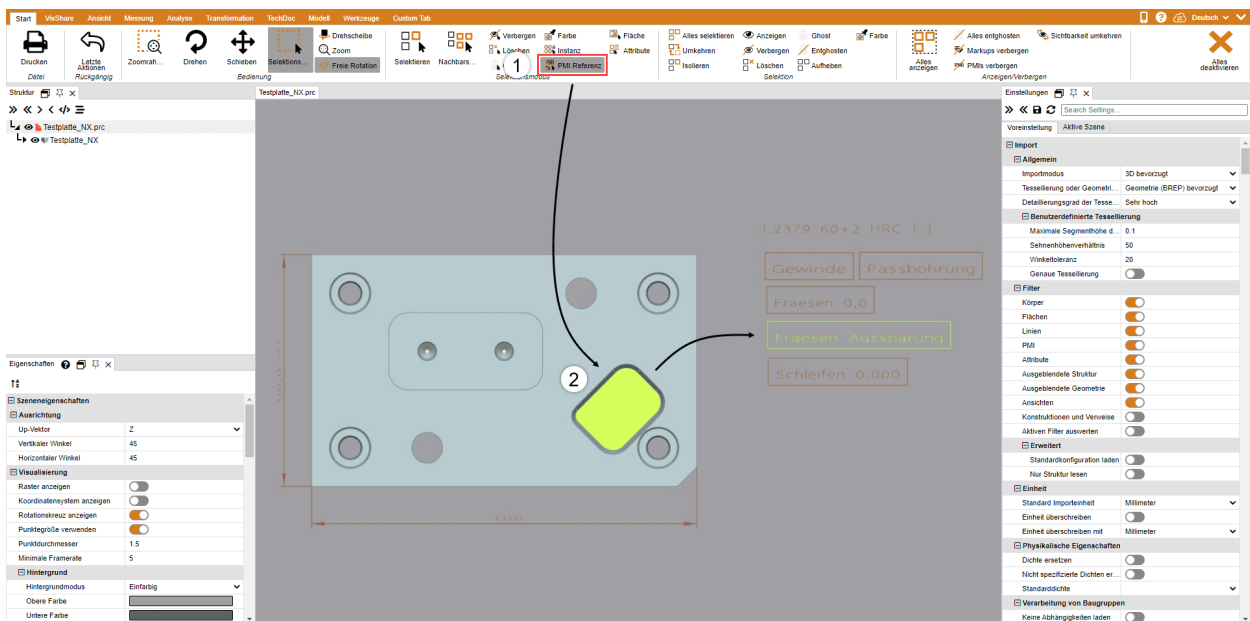 Start VisShare Ansicht Messung Analyse Transformation TechDoc Modell Werkzeuge Custom Tab Deutsch
Drucken
Letzte Aktionen
Zoomrah...
Drehen
Schieben
Selektions...
Drehscheibe
Zoom
Freie Rotation
Selektieren
Nachbars...
Verbergen Farbe Fläche
Löschen Instanz Attribute
1 PMI Referenz
Alles selektieren Anzeigen Ghost Farbe
Umkehren Verbergen Entghosten
Isolieren Löschen Aufheben
Alles anzeigen
Alles entghosten Sichtbarkeit umkehren
Markups verbergen
PMI PMIs verbergen
Alles deaktivieren
Datei Rückgängig Bedienung Selektion Anzeigen/Verbergen
Struktur
Testplatte_NX.prc
Testplatte_NX
Eigenschaften
Szeneneigenschaften
Ausrichtung
Up-Vektor Z
Vertikaler Winkel 45
Horizontaler Winkel 45
Visualisierung
Raster anzeigen
Koordinatensystem anzeigen
Rotationskreuz anzeigen
Punktegröße verwenden
Punktdurchmesser 1.5
Minimale Framerate 5
Hintergrund
Hintergrundmodus Einfarbig
Obere Farbe
Untere Farbe
Testplatte_NX.prc
1.2379 60+2 HRC ( )
Gewinde Passbohrung
Fraesen 0,0
Fraesen Aussparung
Schleifen 0,000
2
100
Einstellungen
Search Settings...
Voreinstellung Aktive Szene
Import
Allgemein
Importmodus 3D bevorzugt
Tessellierung oder Geometri... Geometrie (BREP) bevorzugt
Detaillierungsgrad der Tesse... Sehr hoch
Benutzerdefinierte Tessellierung
Maximale Segmenthöhe d... 0.1
Sehnenhöhenverhältnis 50
Winkeltoleranz 20
Genaue Tessellierung
Filter
Körper
Flächen
Linien
PMI
Attribute
Ausgeblendete Struktur
Ausgeblendete Geometrie
Ansichten
Konstruktionen und Verweise
Aktiven Filter auswerten
Erweitert
Standardkonfiguration laden
Nur Struktur lesen
Einheit
Standard Importeinheit Millimeter
Einheit überschreiben
Einheit überschreiben mit Millimeter
Physikalische Eigenschaften
Dichte ersetzen
Nicht spezifizierte Dichten er...
Standarddichte
Verarbeitung von Baugruppen
Keine Abhängigkeiten laden